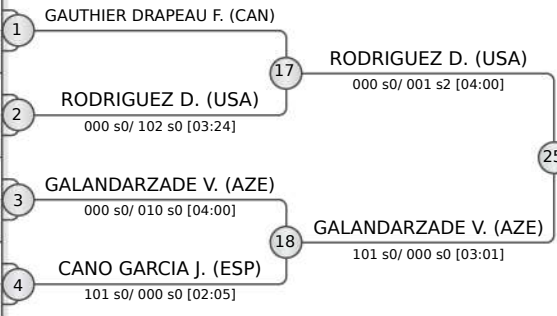 1
GAUTHIER DRAPEAU F. (CAN)
17
RODRIGUEZ D. (USA)
000 s0/ 001 s2 [04:00]
2
RODRIGUEZ D. (USA)
000 s0/ 102 s0 [03:24]
25
3
GALANDARZADE V. (AZE)
000 s0/ 010 s0 [04:00]
18
GALANDARZADE V. (AZE)
101 s0/ 000 s0 [03:01]
4
CANO GARCIA J. (ESP)
101 s0/ 000 s0 [02:05]